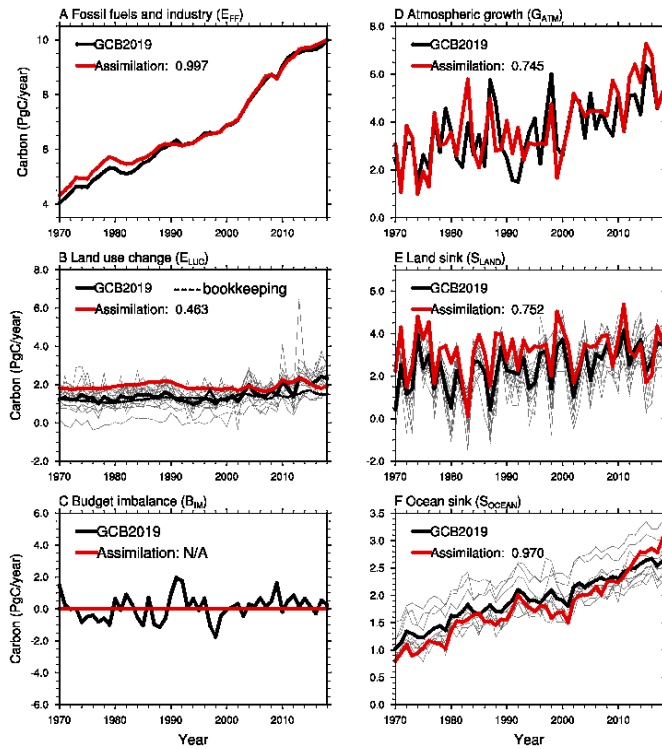 A Fossil fuels and industry (EFF)
GCB2019
Assimilation: 0.997
Carbon (PgC/year)
10
8
6
4
1970 1980 1990 2000 2010
D Atmospheric growth (GATM)
GCB2019
Assimilation: 0.745
8.0
6.0
4.0
2.0
0.0
1970 1980 1990 2000 2010
B Land use change (ELUC)
GCB2019 bookkeeping
Assimilation: 0.463
Carbon (PgC/year)
8.0
6.0
4.0
2.0
0.0
-2.0
1970 1980 1990 2000 2010
E Land sink (SLAND)
GCB2019
Assimilation: 0.752
6.0
4.0
2.0
0.0
-2.0
1970 1980 1990 2000 2010
C Budget imbalance (BIM)
GCB2019
Assimilation: N/A
Carbon (PgC/year)
6.0
4.0
2.0
0.0
-2.0
-4.0
-6.0
1970 1980 1990 2000 2010
Year
F Ocean sink (SOCEAN)
GCB2019
Assimilation: 0.970
3.5
3.0
2.5
2.0
1.5
1.0
0.5
0.0
1970 1980 1990 2000 2010
Year